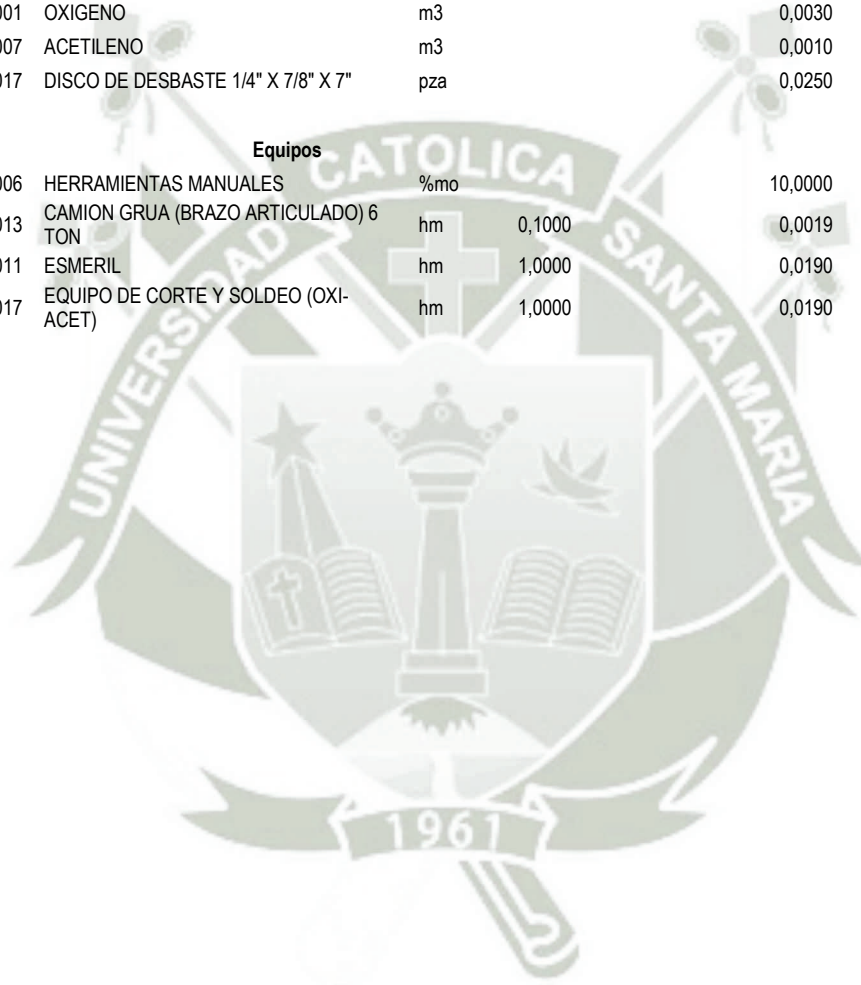 001 OXIGENO m3 0,0030
007 ACETILENO m3 0,0010
017 DISCO DE DESBASTE 1/4" X 7/8" X 7" pza 0,0250
Equipos
006 HERRAMIENTAS MANUALES %mo 10,0000
013 CAMION GRUA (BRAZO ARTICULADO) 6 TON hm 0,1000 0,0019
011 ESMERIL hm 1,0000 0,0190
017 EQUIPO DE CORTE Y SOLDEO (OXI-
ACET) hm 1,0000 0,0190
UNIVERSIDAD CATOLICA SANTA MARIA
1961